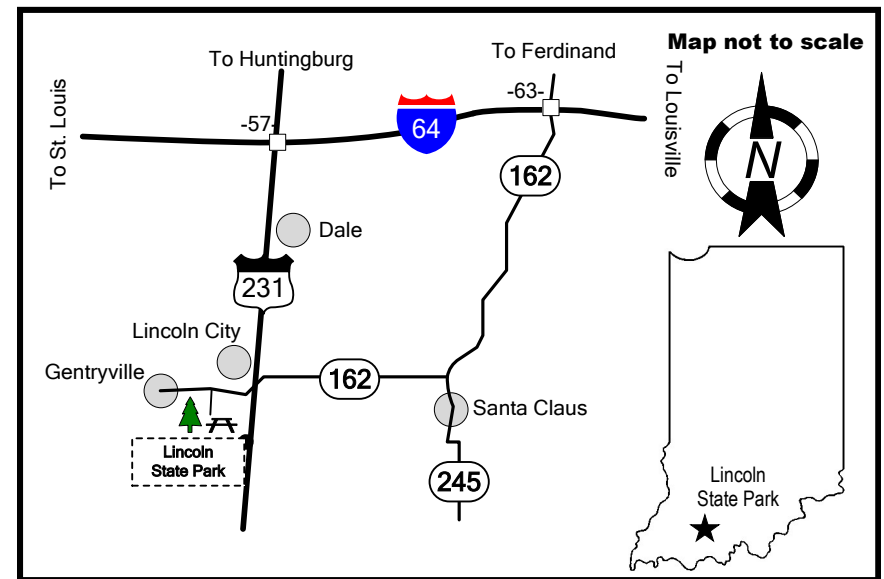 To Huntingburg
To Ferdinand
Map not to scale
To St. Louis
-57-
64
-63-
To Louisville
N
162
Dale
231
Lincoln City
Gentryville
162
Santa Claus
Lincoln
State Park
245
Lincoln
State Park